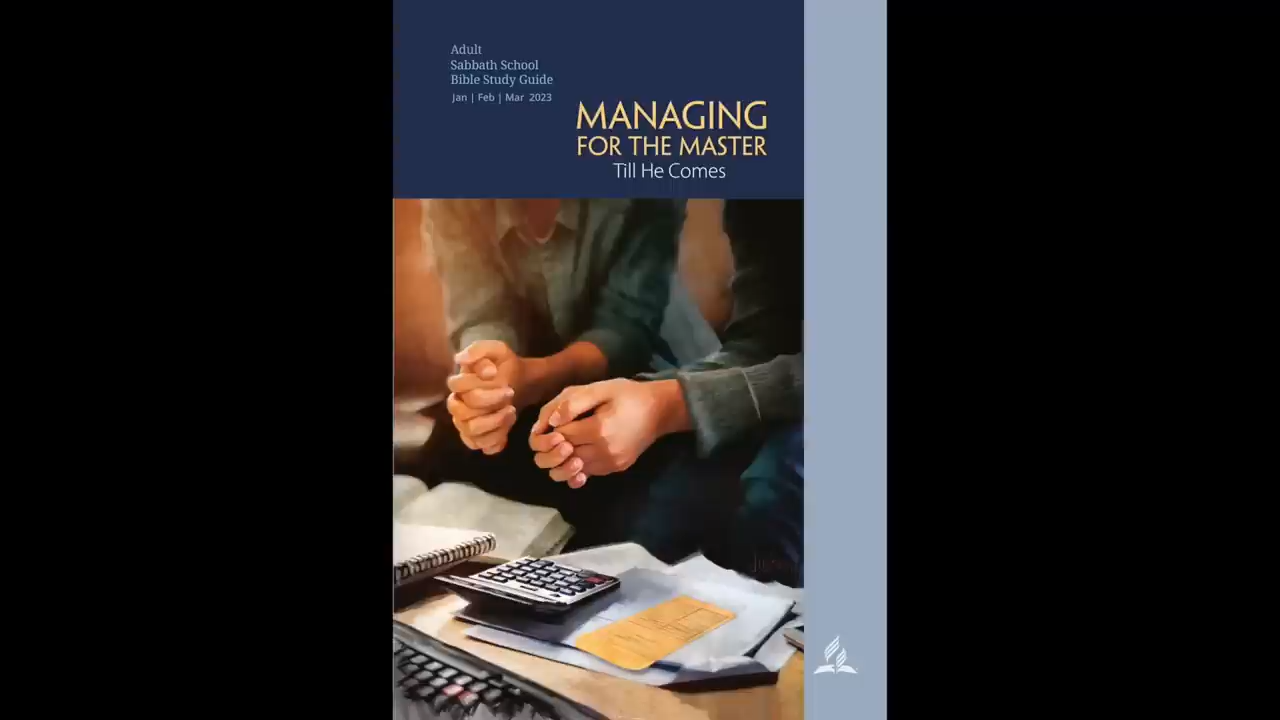 Adult
Sabbath School
Bible Study Guide
Jan | Feb | Mar 2023
MANAGING
FOR THE MASTER
Till He Comes